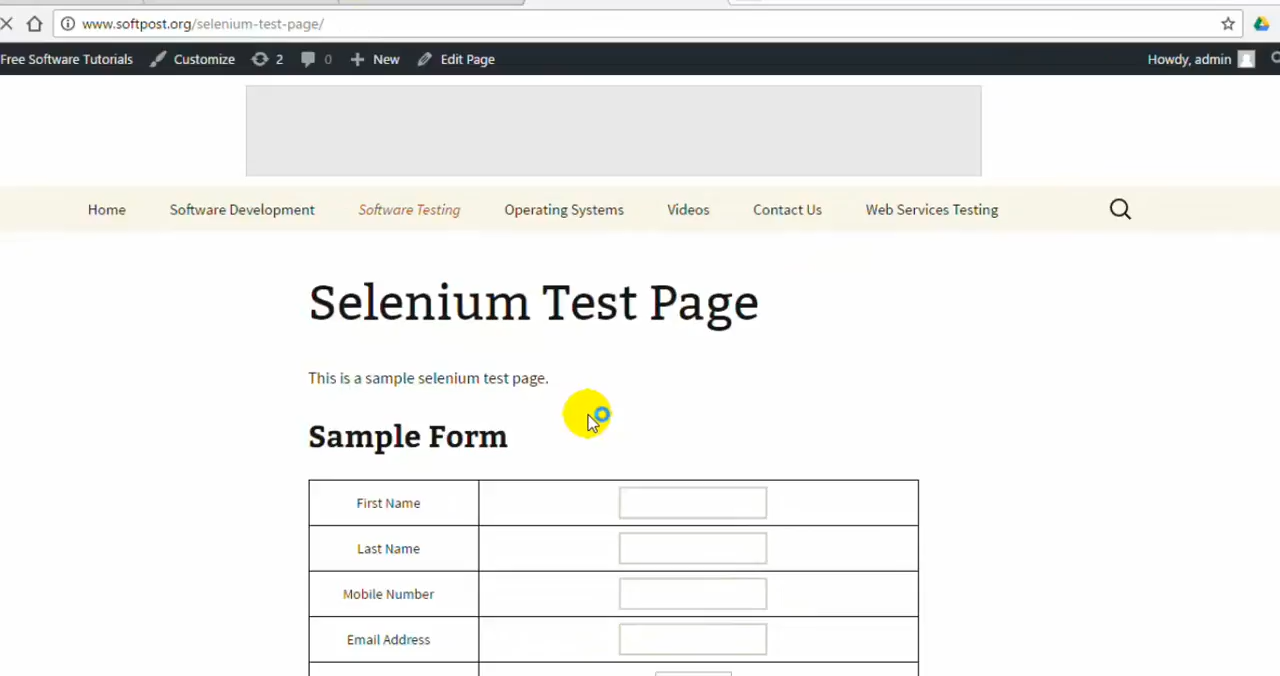 www.softpost.org/selenium-test-page/
Free Software Tutorials Customize 2 0 New Edit Page Howdy, admin
Home Software Development Software Testing Operating Systems Videos Contact Us Web Services Testing
Selenium Test Page
This is a sample selenium test page.
Sample Form
First Name
Last Name
Mobile Number
Email Address